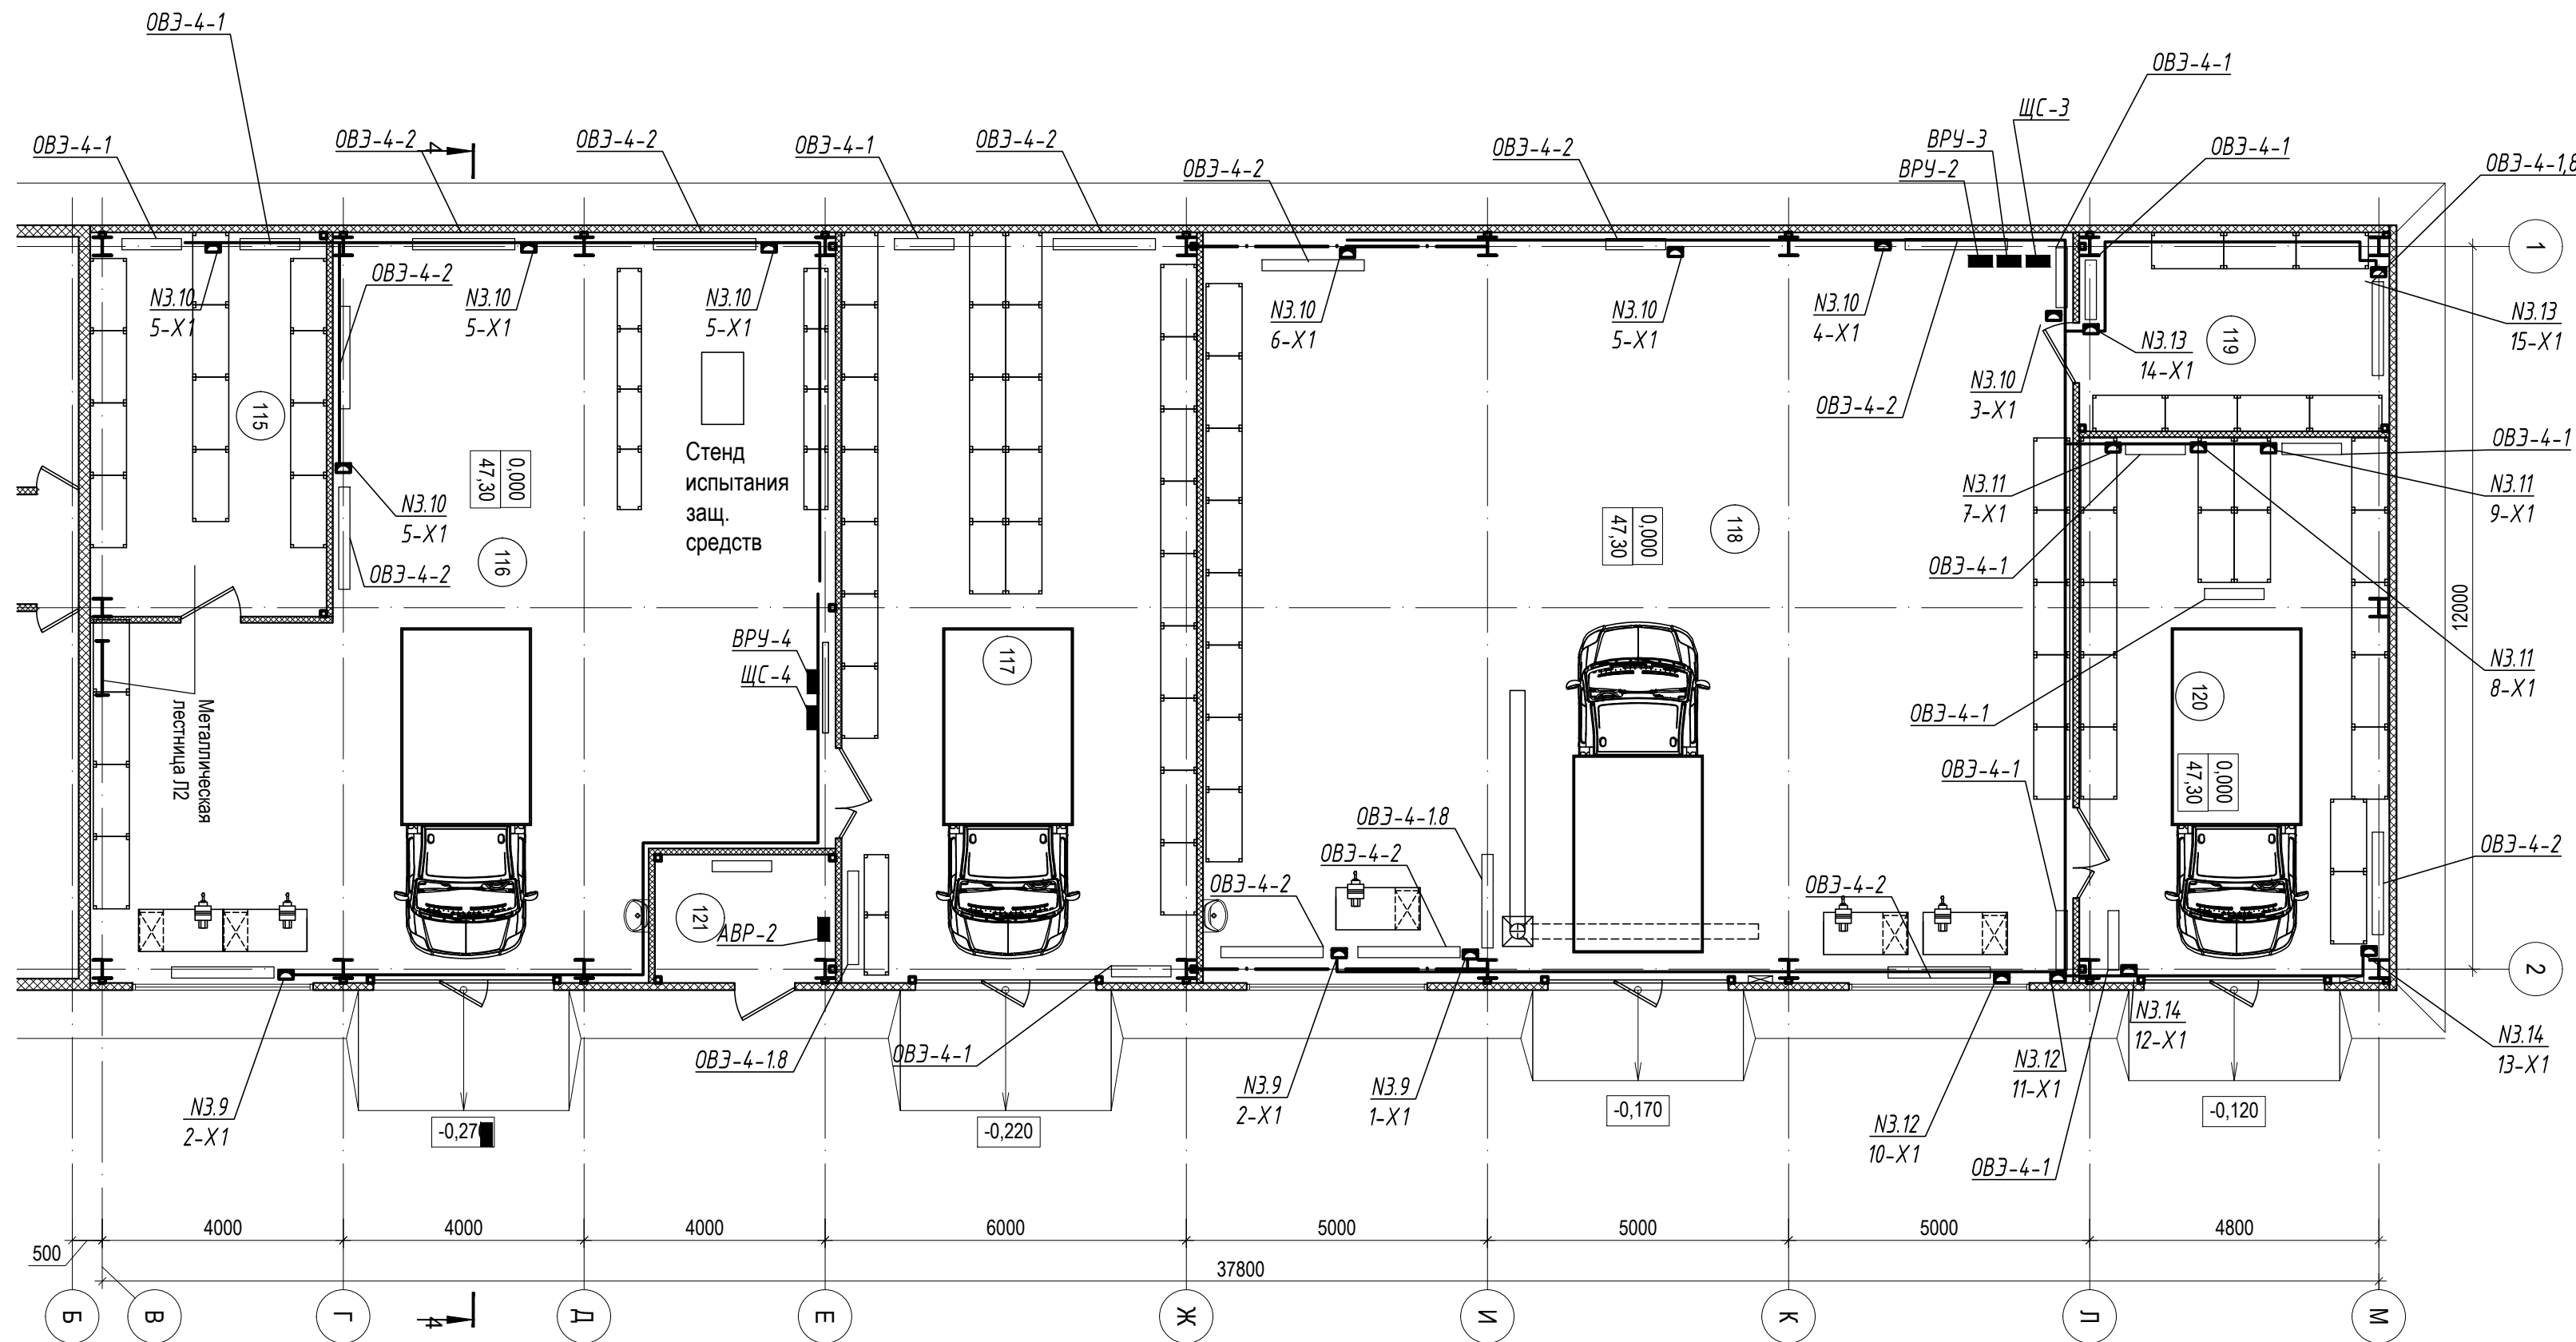 ОВЭ-4-1
ОВЭ-4-1
ЩС-3
ОВЭ-4-1
ОВЭ-4-2
4
ОВЭ-4-2
ОВЭ-4-1
ОВЭ-4-2
ОВЭ-4-2
ОВЭ-4-2
ВРУ-3
ВРУ-2
ОВЭ-4-1
ОВЭ-4-1,8
1
N3.10
5-X1
ОВЭ-4-2
N3.10
5-X1
N3.10
5-X1
N3.10
6-X1
N3.10
5-X1
N3.10
4-X1
N3.10
3-X1
N3.13
14-X1
119
N3.13
15-X1
115
ОВЭ-4-2
Стенд
испытания
защ.
средств
0,000
47,30
N3.10
5-X1
116
ОВЭ-4-2
0,000
47,30
118
ОВЭ-4-1
N3.11
7-X1
N3.11
9-X1
ОВЭ-4-1
12000
ВРУ-4
ЩС-4
117
N3.11
8-X1
120
ОВЭ-4-1
Металлическая
лестница Л2
0,000
47,30
ОВЭ-4-1
ОВЭ-4-1.8
ОВЭ-4-2
ОВЭ-4-2
ОВЭ-4-2
ОВЭ-4-2
121
АВР-2
2
ОВЭ-4-1.8
ОВЭ-4-1
N3.9
2-X1
N3.9
2-X1
N3.9
1-X1
N3.12
10-X1
N3.12
11-X1
N3.14
12-X1
N3.14
13-X1
ОВЭ-4-1
-0,27
-0,220
-0,170
-0,120
500
4000
4000
4000
6000
5000
5000
5000
4800
37800
Б
В
Г
4
Д
Е
Ж
И
К
Л
М